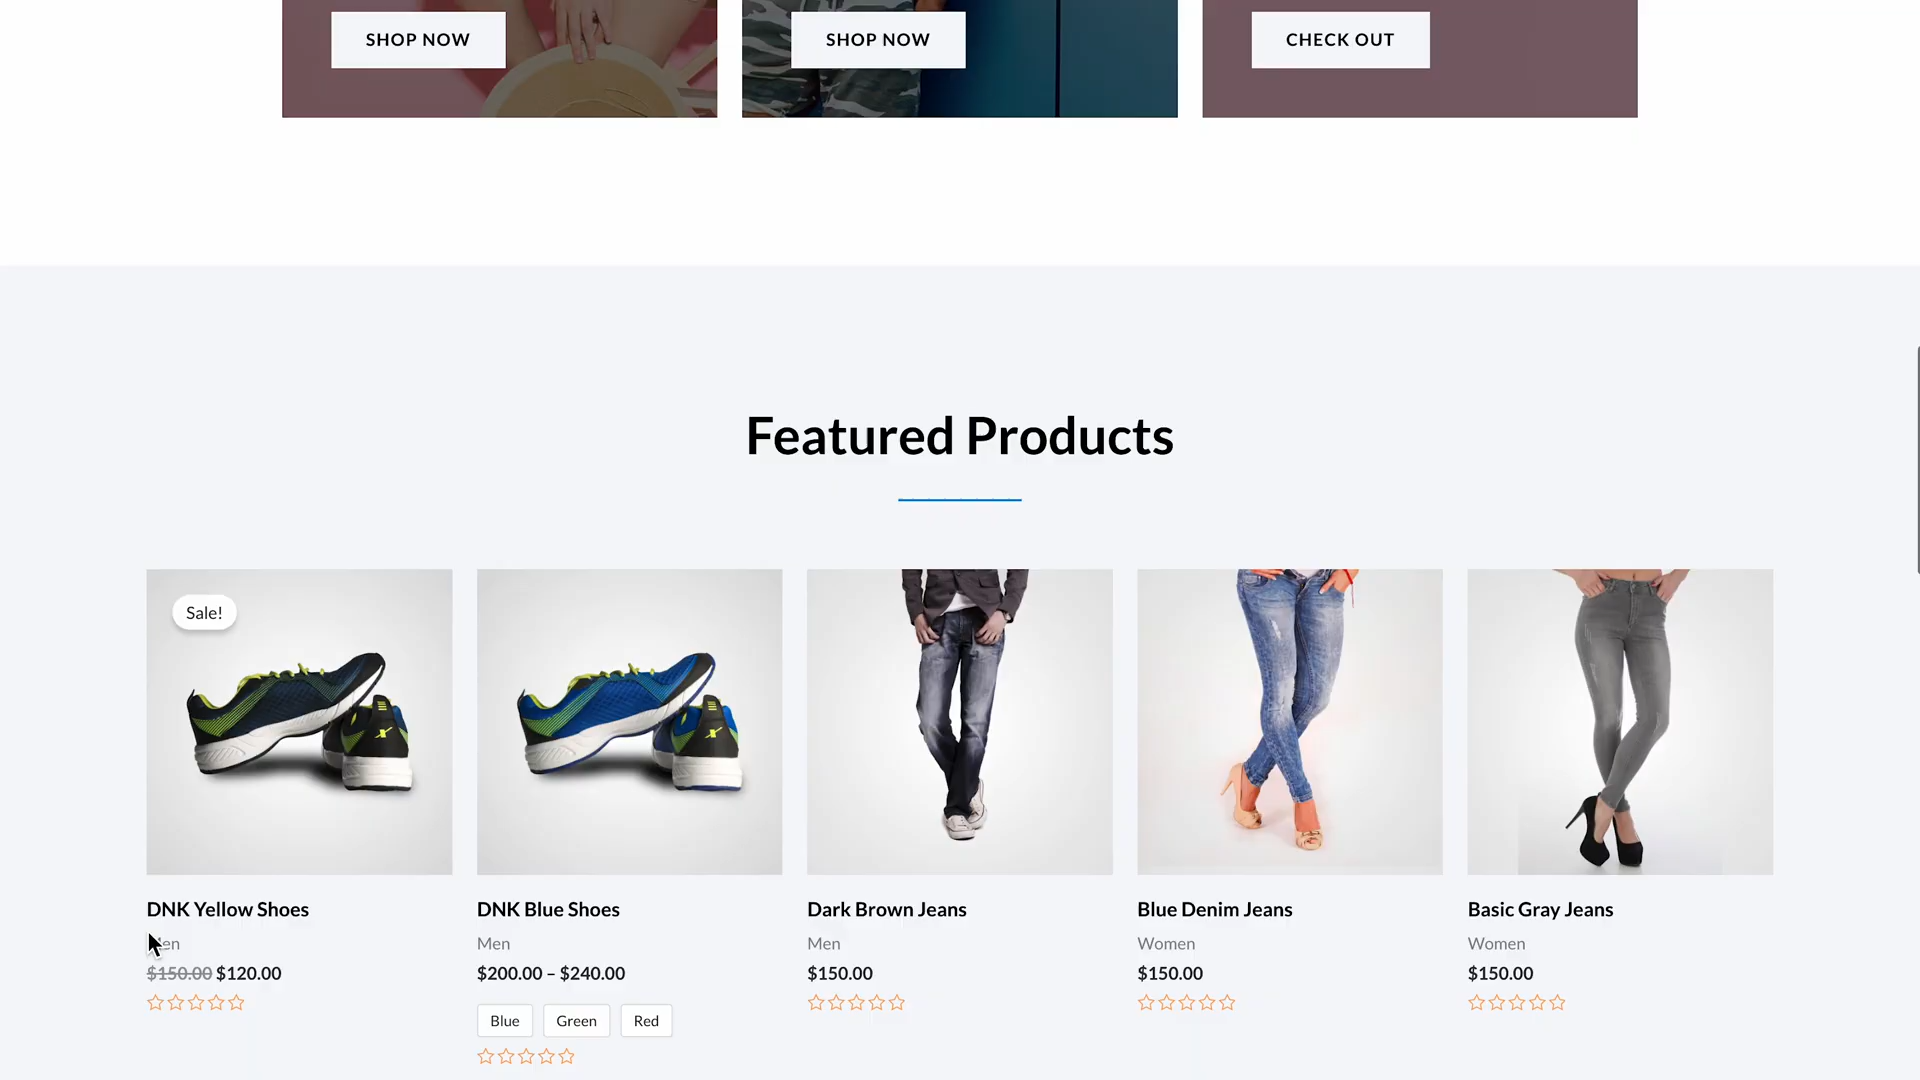 SHOP NOW
SHOP NOW
CHECK OUT
Featured Products
Sale!
DNK Yellow Shoes
Men
$150.00 $120.00
DNK Blue Shoes
Men
$200.00 – $240.00
Blue
Green
Red
Dark Brown Jeans
Men
$150.00
Blue Denim Jeans
Women
$150.00
Basic Gray Jeans
Women
$150.00